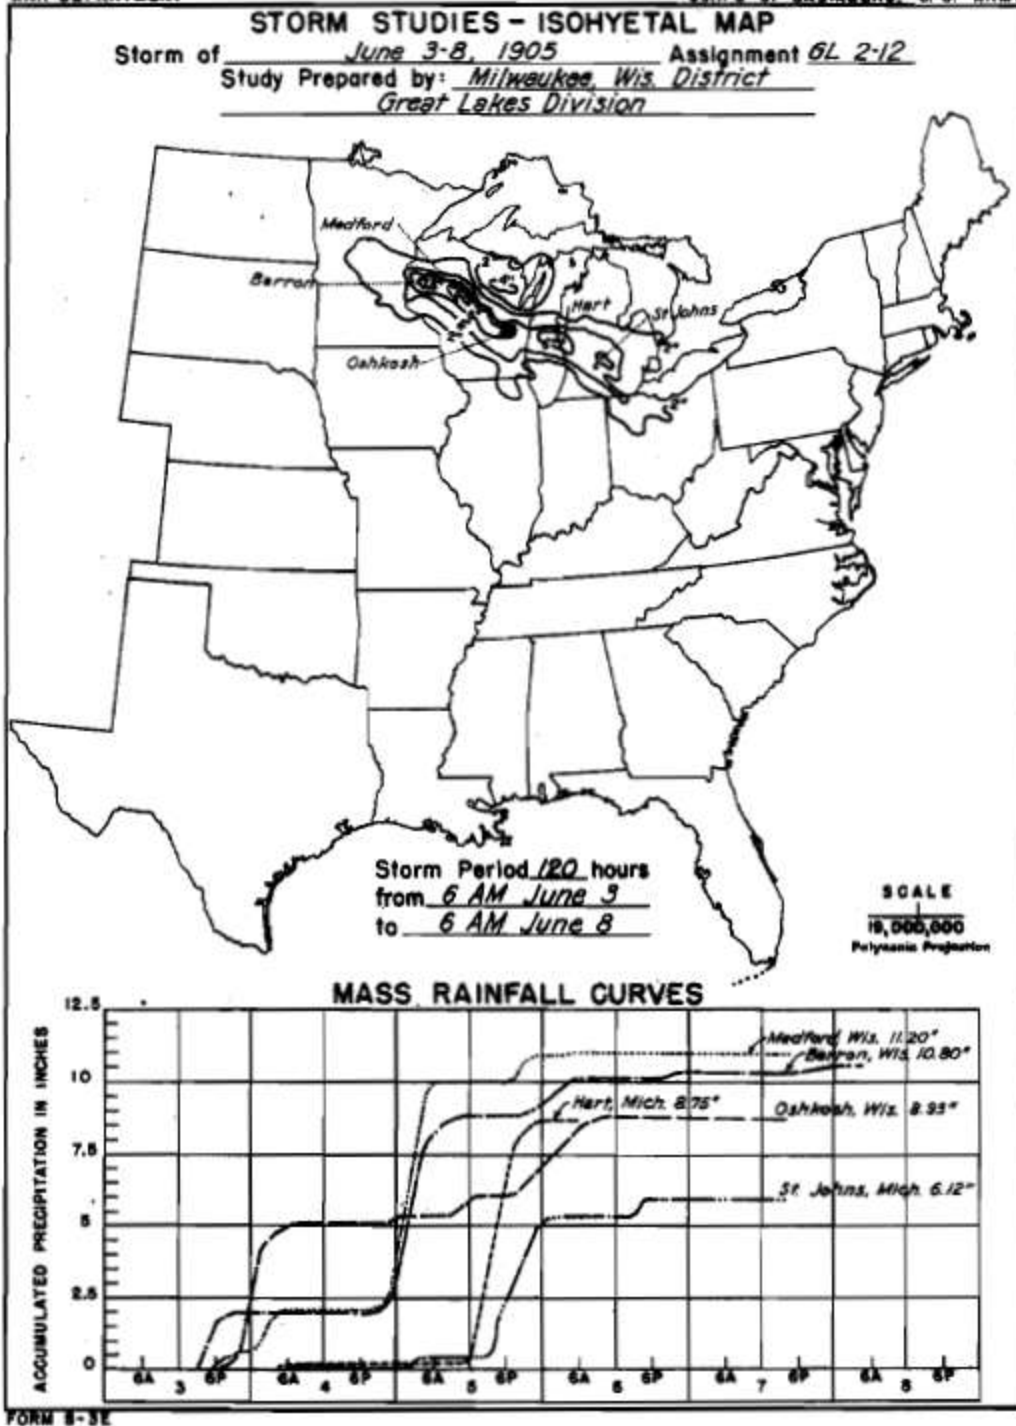 STORM STUDIES - ISOHYETAL MAP
Storm of June 3-8, 1905 Assignment GL 2-12
Study Prepared by: Milwaukee, Wis. District
Great Lakes Division
Medford
Barron
Hart
St Johns
Oshkosh
2"
Storm Period 120 hours
from 6 AM June 3
to 6 AM June 8
SCALE
1
19,000,000
Polyconic Projection
MASS RAINFALL CURVES
ACCUMULATED PRECIPITATION IN INCHES
12.5
10
7.5
5
2.5
0
Medford, Wis. 11.20"
Barron, Wis. 10.80"
Hart, Mich. 8.75"
Oshkosh, Wis. 8.93"
St. Johns, Mich. 6.12"
6A 6P 6A 6P 6A 6P 6A 6P 6A 6P 6A
3 4 5 6 7 8
FORM S-3E